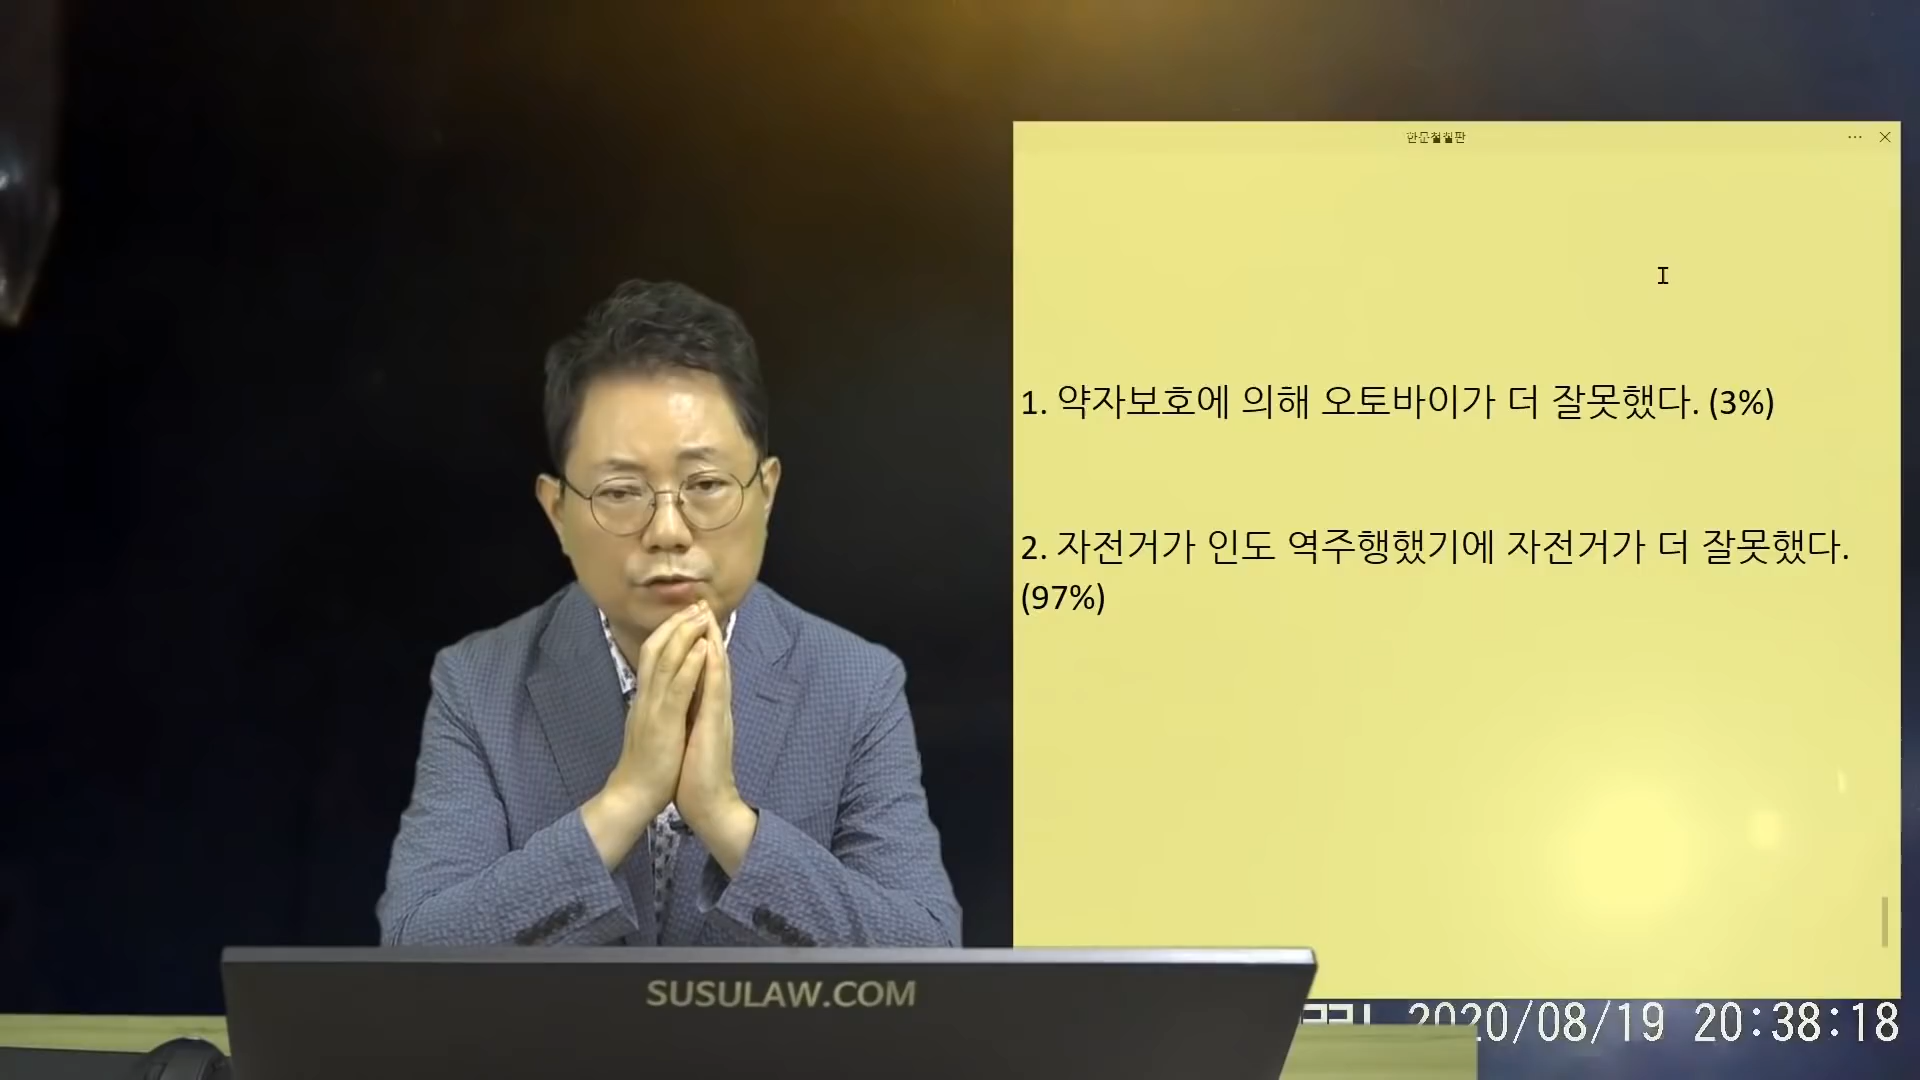 한문철칠판
1. 약자보호에 의해 오토바이가 더 잘못했다. (3%)
2. 자전거가 인도 역주행했기에 자전거가 더 잘못했다.
(97%)
SUSULAW.COM
2020/08/19 20:38:18